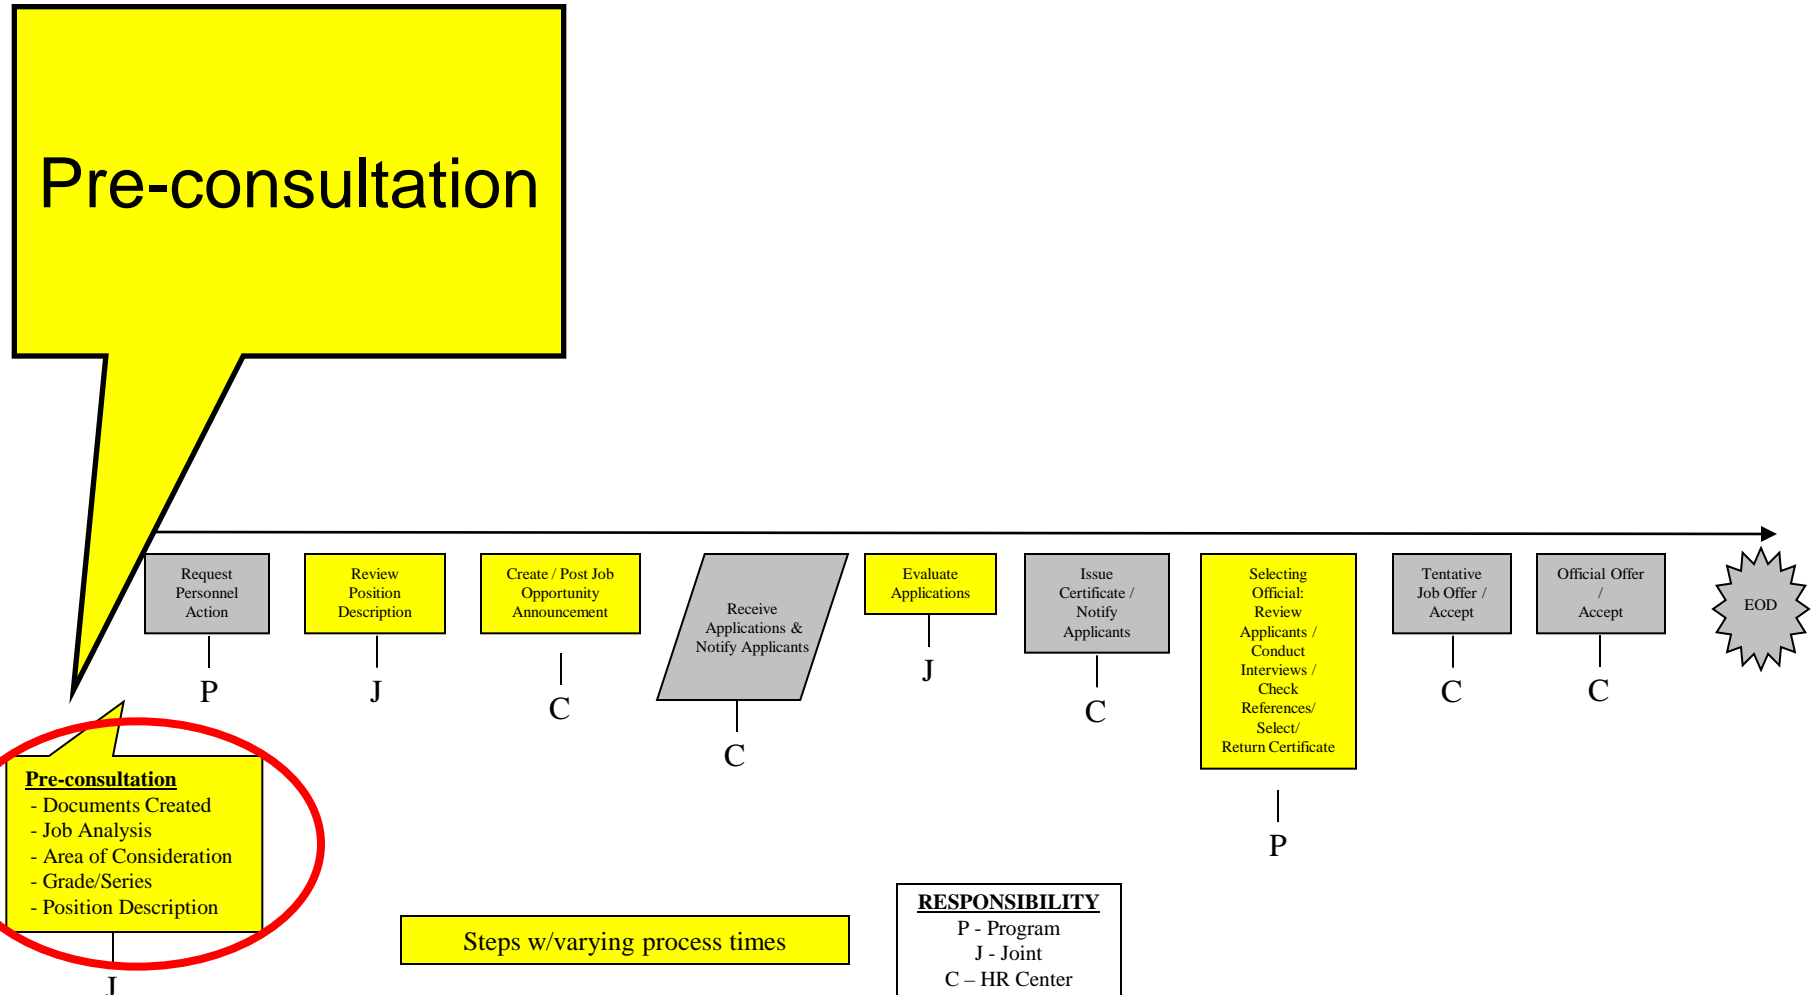 Pre-consultation
Request
Personnel
Action
P
Review
Position
Description
J
Create / Post Job
Opportunity
Announcement
C
Receive
Applications &
Notify Applicants
C
Evaluate
Applications
J
Issue
Certificate /
Notify
Applicants
C
Selecting
Official:
Review
Applicants /
Conduct
Interviews /
Check
References/
Select/
Return Certificate
P
Tentative
Job Offer /
Accept
C
Official Offer
/
Accept
C
EOD
Pre-consultation
- Documents Created
- Job Analysis
- Area of Consideration
- Grade/Series
- Position Description
J
Steps w/varying process times
RESPONSIBILITY
P - Program
J - Joint
C – HR Center